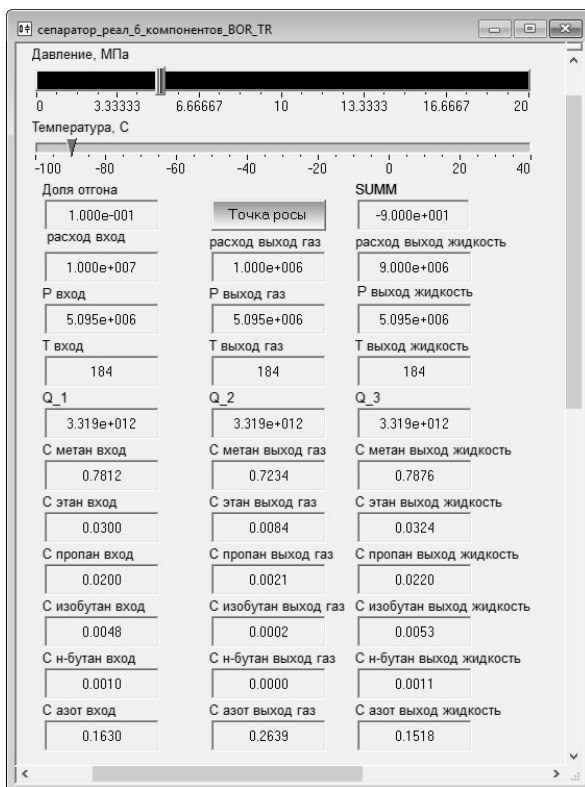 сепаратор_реал_6_компонентов_BOR_TR
Давление, МПа
0 3.33333 6.66667 10 13.3333 16.6667 20
Температура, С
-100 -80 -60 -40 -20 0 20 40
Доля отгона SUMM
1.000e-001 Точка росы -9.000e+001
расход вход расход выход газ расход выход жидкость
1.000e+007 1.000e+006 9.000e+006
P вход P выход газ P выход жидкость
5.095e+006 5.095e+006 5.095e+006
T вход T выход газ T выход жидкость
184 184 184
Q_1 Q_2 Q_3
3.319e+012 3.319e+012 3.319e+012
С метан вход С метан выход газ С метан выход жидкость
0.7812 0.7234 0.7876
С этан вход С этан выход газ С этан выход жидкость
0.0300 0.0084 0.0324
С пропан вход С пропан выход газ С пропан выход жидкость
0.0200 0.0021 0.0220
С изобутан вход С изобутан выход газ С изобутан выход жидкость
0.0048 0.0002 0.0053
С н-бутан вход С н-бутан выход газ С н-бутан выход жидкость
0.0010 0.0000 0.0011
С азот вход С азот выход газ С азот выход жидкость
0.1630 0.2639 0.1518